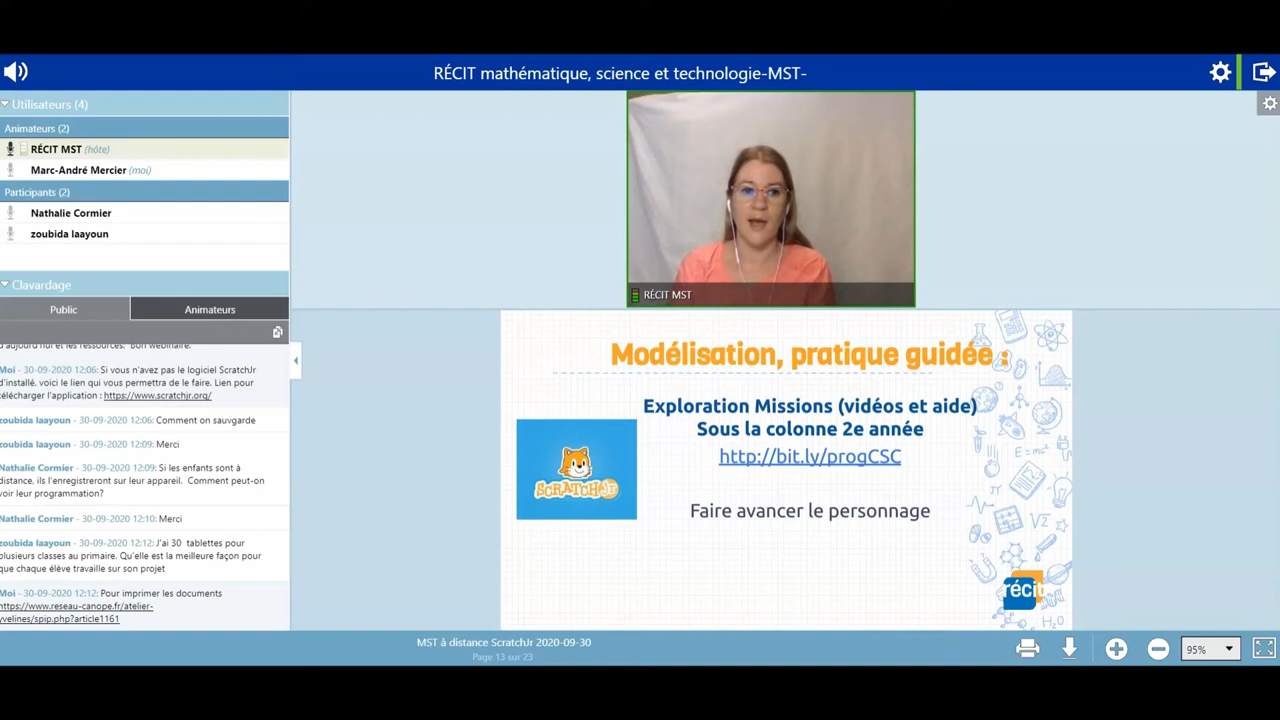 RÉCIT mathématique, science et technologie-MST-
Utilisateurs (4)
Animateurs (2)
RÉCIT MST (hôte)
Marc-André Mercier (moi)
Participants (2)
Nathalie Cormier
zoubida laayoun
Clavardage
Public
Animateurs
d'aujourd'hui et les ressources. Bon webinaire.
Moi - 30-09-2020 12:06: Si vous n'avez pas le logiciel ScratchJr
d'installé, voici le lien qui vous permettra de le faire. Lien pour
télécharger l'application : https://www.scratchjr.org/
zoubida laayoun - 30-09-2020 12:06: Comment on sauvgarde
zoubida laayoun - 30-09-2020 12:09: Merci
Nathalie Cormier - 30-09-2020 12:09: Si les enfants sont à
distance, ils l'enregistreront sur leur appareil. Comment peut-on
voir leur programmation?
Nathalie Cormier - 30-09-2020 12:10: Merci
zoubida laayoun - 30-09-2020 12:12: J'ai 30 tablettes pour
plusieurs classes au primaire. Qu'elle est la meilleure façon pour
que chaque élève travaille sur son projet
Moi - 30-09-2020 12:12: Pour imprimer les documents
https://www.reseau-canope.fr/atelier-
yvelines/spip.php?article1161
RÉCIT MST
Modélisation, pratique guidée :
Exploration Missions (vidéos et aide)
Sous la colonne 2e année
http://bit.ly/progCSC
Faire avancer le personnage
SCRATCHJr
E=mc²
√2
H₂O
récit
MST à distance ScratchJr 2020-09-30
Page 13 sur 23
95%